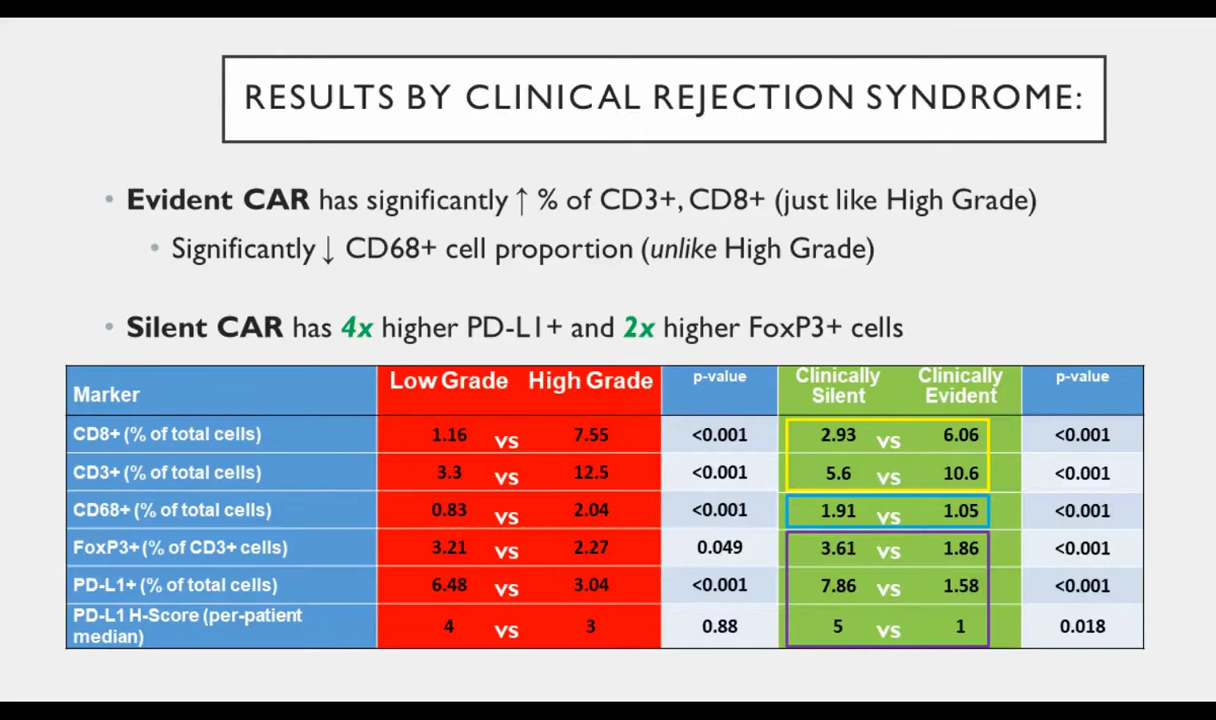 RESULTS BY CLINICAL REJECTION SYNDROME:
• Evident CAR has significantly ↑ % of CD3+, CD8+ (just like High Grade)
• Significantly ↓ CD68+ cell proportion (unlike High Grade)
• Silent CAR has 4x higher PD-L1+ and 2x higher FoxP3+ cells
Marker Low Grade High Grade p-value Clinically Silent Clinically Evident p-value
CD8+ (% of total cells) 1.16 vs 7.55 <0.001 2.93 vs 6.06 <0.001
CD3+ (% of total cells) 3.3 vs 12.5 <0.001 5.6 vs 10.6 <0.001
CD68+ (% of total cells) 0.83 vs 2.04 <0.001 1.91 vs 1.05 <0.001
FoxP3+ (% of CD3+ cells) 3.21 vs 2.27 0.049 3.61 vs 1.86 <0.001
PD-L1+ (% of total cells) 6.48 vs 3.04 <0.001 7.86 vs 1.58 <0.001
PD-L1 H-Score (per-patient median) 4 vs 3 0.88 5 vs 1 0.018